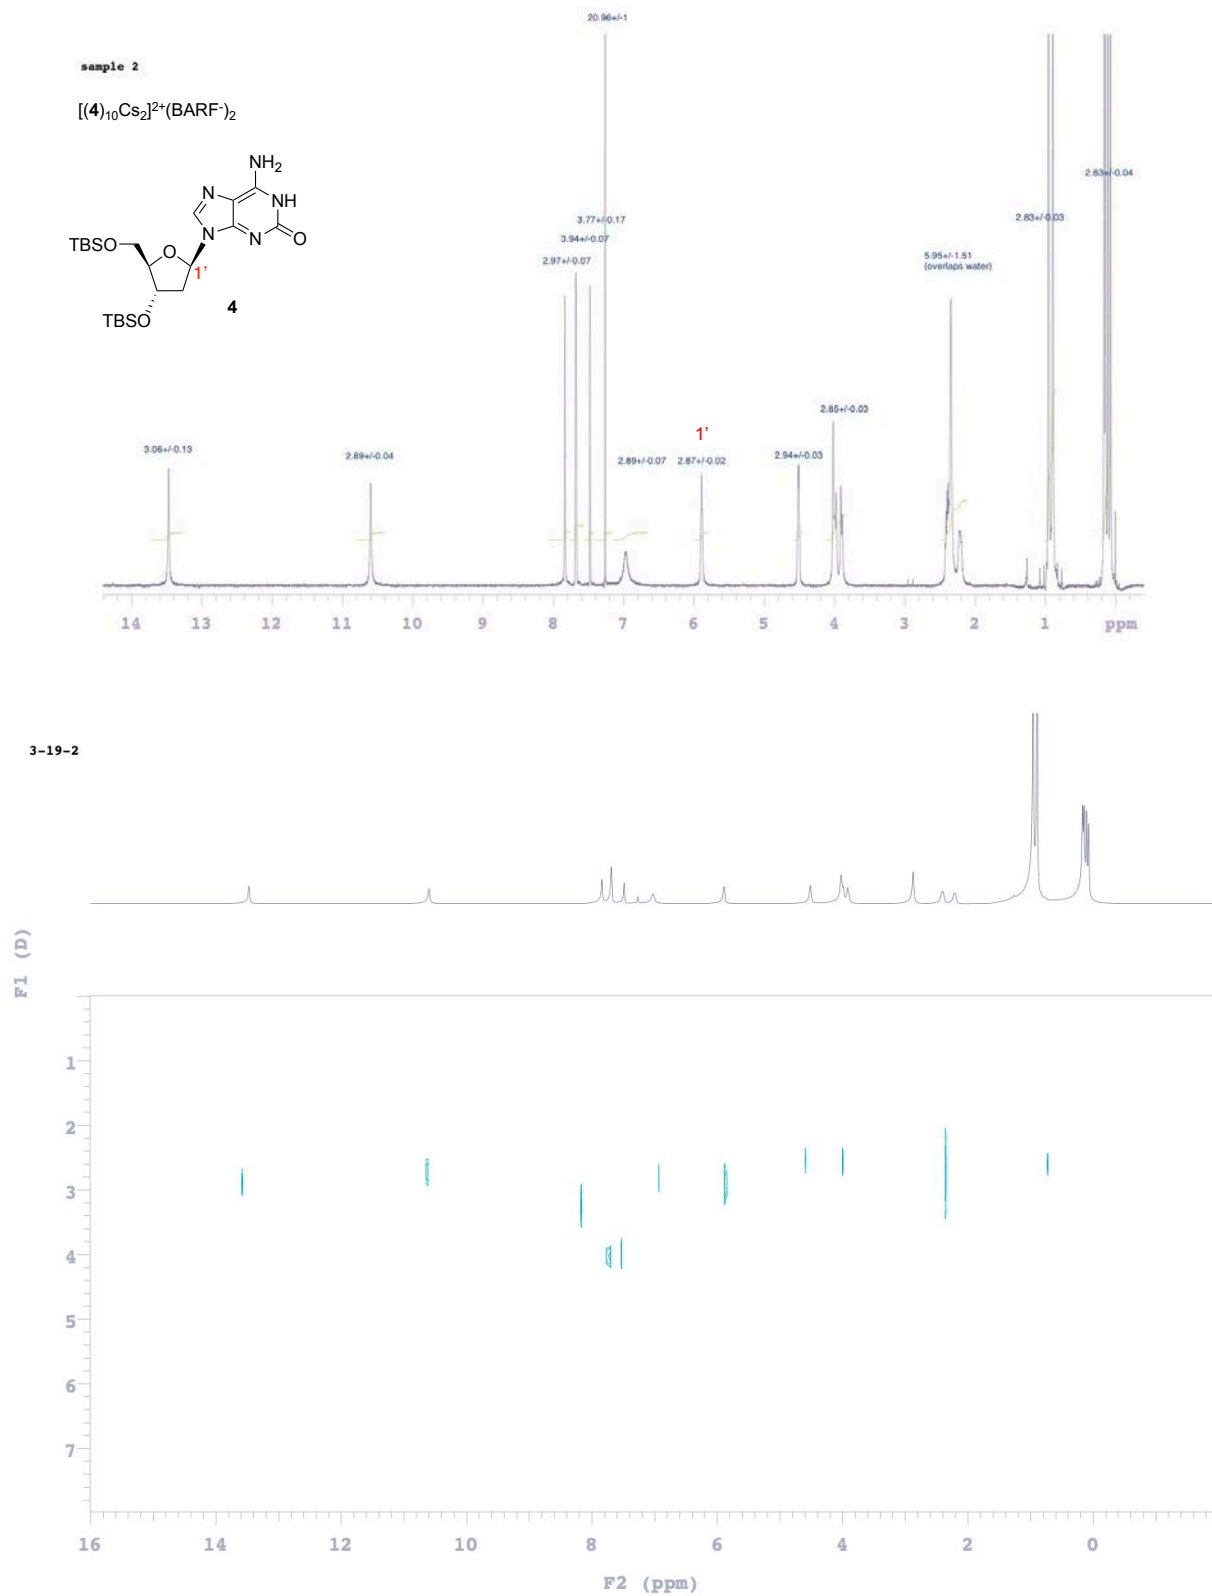 20.96+/-1
sample 2
[(4)₁₀Cs₂]²⁺(BARF⁻)₂
NH₂
N
NH
N
N
O
TBSO
O
1'
TBSO
4
3.77+/-0.17
3.94+/-0.07
2.97+/-0.07
2.83+/-0.04
2.83+/-0.03
5.95+/-1.51
(overlaps water)
2.85+/-0.03
1'
3.06+/-0.13
2.89+/-0.04
2.89+/-0.07
2.87+/-0.02
2.94+/-0.03
14 13 12 11 10 9 8 7 6 5 4 3 2 1 ppm
3-19-2
F1 (D)
1
2
3
4
5
6
7
16 14 12 10 8 6 4 2 0
F2 (ppm)